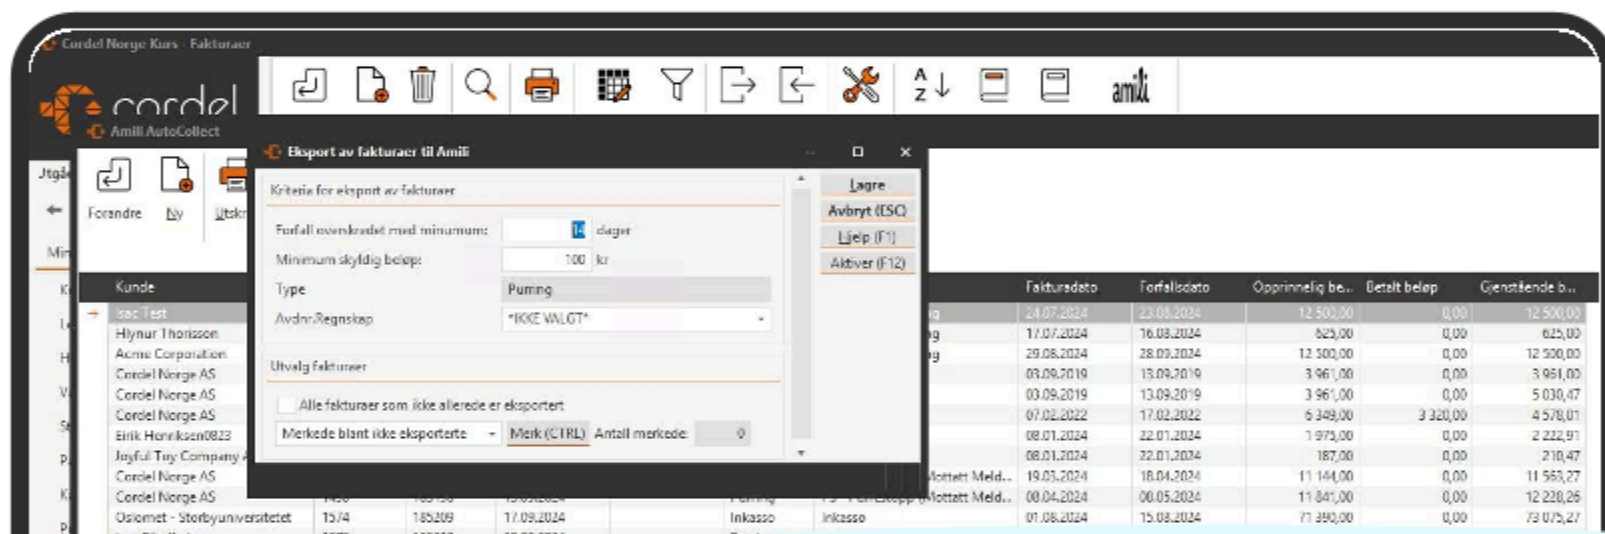 Cordel Norge Kurs - Fakturaer
cordel
A
Z
amili
Amili AutoCollect
Eksport av fakturaer til Amili
Forandre
Ny
Kriteria for eksport av fakturaer
Forfall overskredet med minumum: 14 dager
Minimum skyldig beløp: 100 kr
Type Purring
Avdnr.Regnskap *IKKE VALGT*
Utvalg fakturaer
Alle fakturaer som ikke allerede er eksportert
Merkede blant ikke eksporterte Merk (CTRL) Antall merkede: 0
Lagre
Avbryt (ESC)
Hjelp (F1)
Aktiver (F12)
Kunde Fakturadato Forfallsdato Opprinnelig be... Betalt beløp Gjenstående b...
Isac Test 24.07.2024 23.08.2024 12 500,00 0,00 12 500,00
Hlynur Thorisson 17.07.2024 16.08.2024 625,00 0,00 625,00
Acme Corporation 29.08.2024 28.09.2024 12 500,00 0,00 12 500,00
Cordel Norge AS 03.09.2019 13.09.2019 3 961,00 0,00 3 961,00
Cordel Norge AS 03.09.2019 13.09.2019 3 961,00 0,00 5 030,47
Cordel Norge AS 07.02.2022 17.02.2022 6 349,00 3 320,00 4 578,01
Eirik Henriksen0823 08.01.2024 22.01.2024 1 975,00 0,00 2 222,91
Joyful Toy Company 08.01.2024 22.01.2024 187,00 0,00 210,47
Cordel Norge AS Mottatt Meld... 19.03.2024 18.04.2024 11 144,00 0,00 11 563,27
Cordel Norge AS (Mottatt Meld... 08.04.2024 08.05.2024 11 841,00 0,00 12 228,26
Oslomet - Storbyuniversitetet 1574 185209 17.09.2024 Inkasso Inkasso 01.08.2024 15.08.2024 71 390,00 0,00 73 075,27